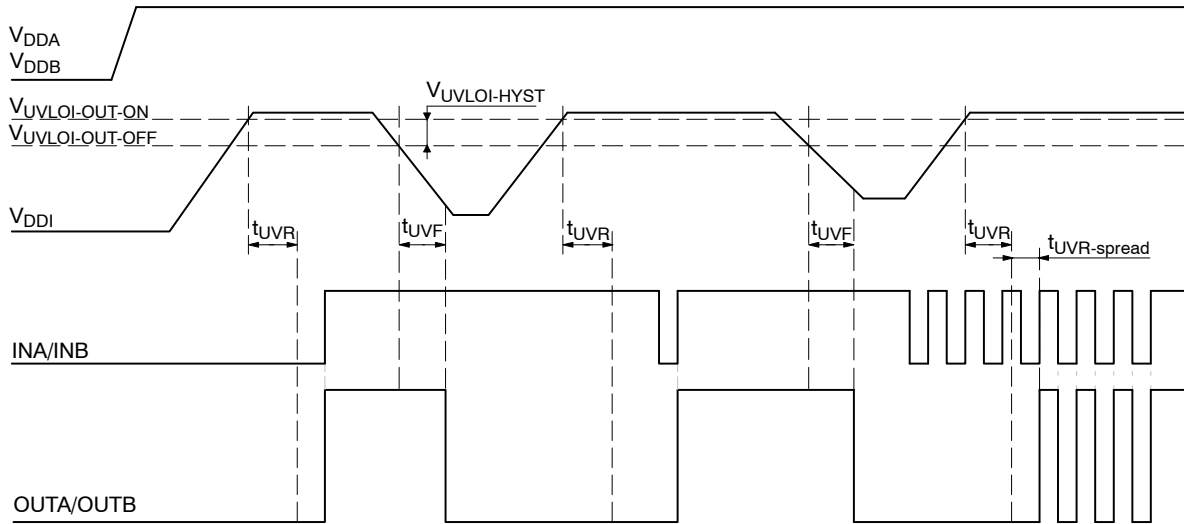 VDDA
VDDB
VUVLOI-HYST
VUVLOI-OUT-ON
VUVLOI-OUT-OFF
VDDI
tUVR
tUVF
tUVR
tUVF
tUVR
tUVR-spread
INA/INB
OUTA/OUTB